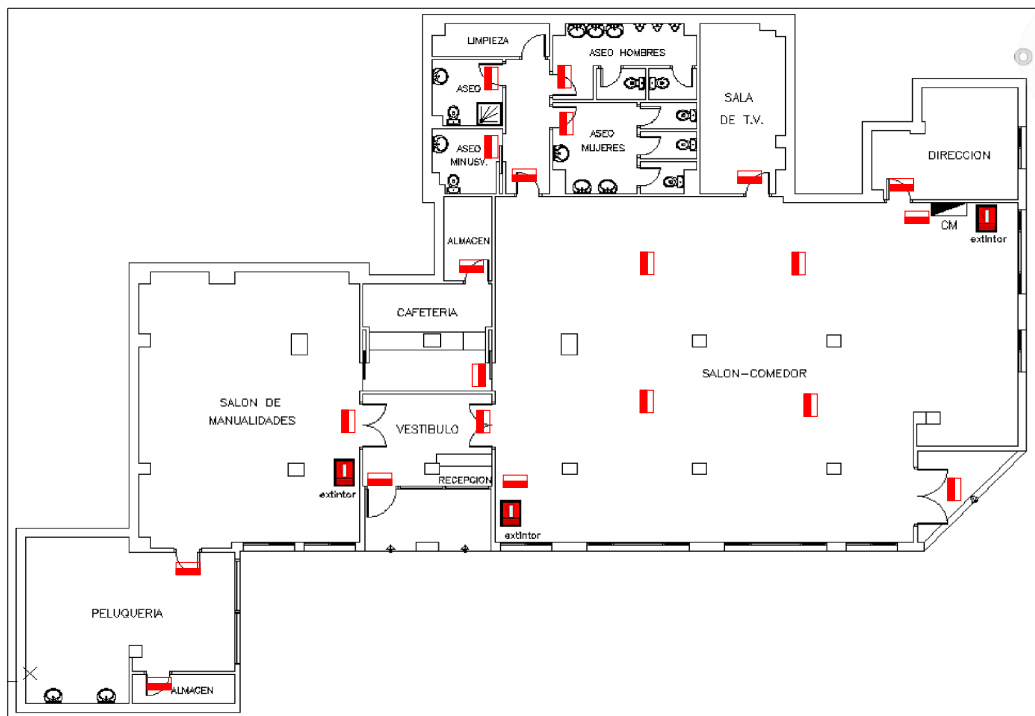 LIMPIEZA
ASEO HOMBRES
ASEO
SALA
DE T.V.
ASEO
MUJERES
ASEO
MINUSV.
DIRECCION
CM
extintor
ALMACEN
CAFETERIA
SALON-COMEDOR
SALON DE
MANUALIDADES
VESTIBULO
RECEPCION
extintor
extintor
PELUQUERIA
ALMACEN